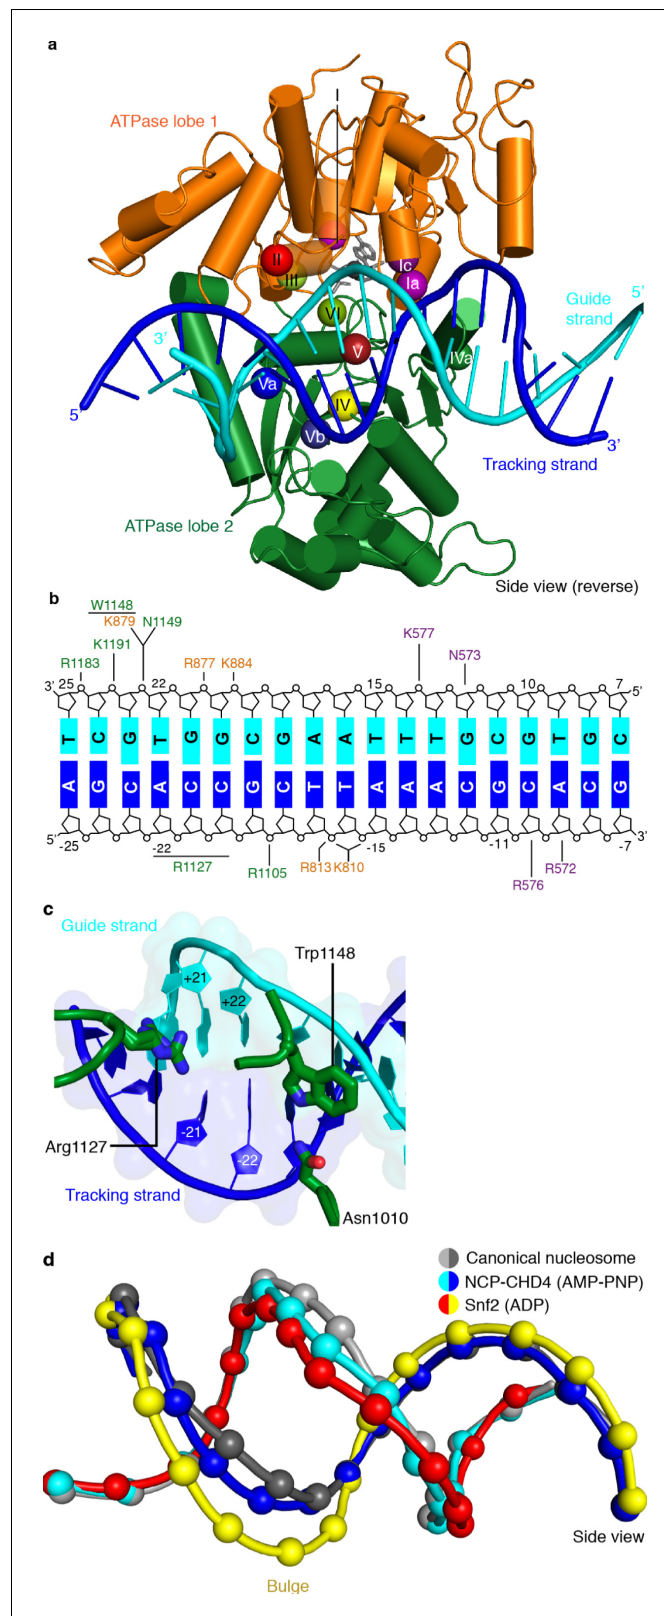 a
I
ATPase lobe 1
II
III
Ic
Ia
VI
Guide
strand
5'
3'
V
IVa
Va
IV
Vb
5'
3'
Tracking strand
ATPase lobe 2
Side view (reverse)
b
W1148
K879
N1149
K1191
R1183
R877
K884
K577
N573
3'
25
22
15
10
7
5'
T C G T G G C G A A T T T G C G T G C
A G C A C C G C T T A A A C G C A C G
5'
-25
-22
-15
-11
-7
3'
R1127
R1105
R813
K810
R576
R572
c
Guide strand
Trp1148
+21
+22
Arg1127
-21
-22
Tracking strand
Asn1010
d
Canonical nucleosome
NCP-CHD4 (AMP-PNP)
Snf2 (ADP)
Side view
Bulge